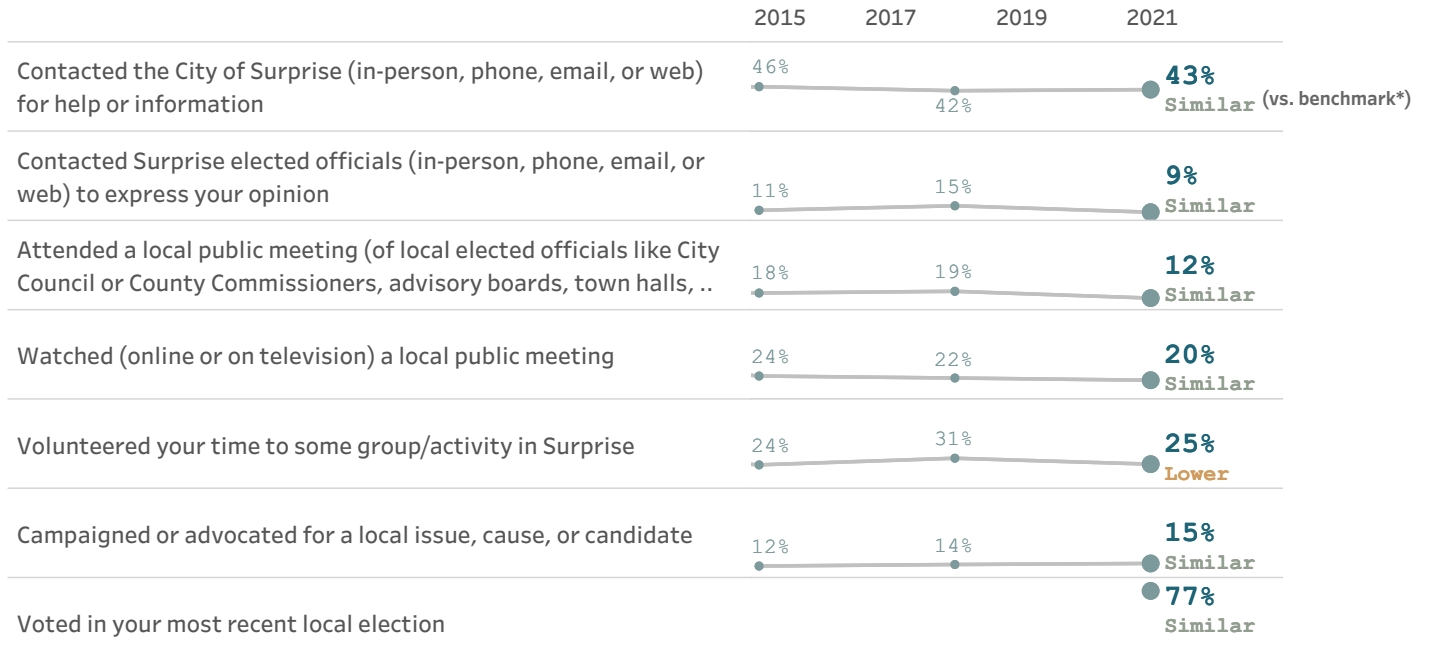 2015 2017 2019 2021
Contacted the City of Surprise (in-person, phone, email, or web)
for help or information
46%
42%
43%
Similar (vs. benchmark*)
Contacted Surprise elected officials (in-person, phone, email, or
web) to express your opinion
11%
15%
9%
Similar
Attended a local public meeting (of local elected officials like City
Council or County Commissioners, advisory boards, town halls, ..
18%
19%
12%
Similar
Watched (online or on television) a local public meeting
24%
22%
20%
Similar
Volunteered your time to some group/activity in Surprise
24%
31%
25%
Lower
Campaigned or advocated for a local issue, cause, or candidate
12%
14%
15%
Similar
Voted in your most recent local election
77%
Similar